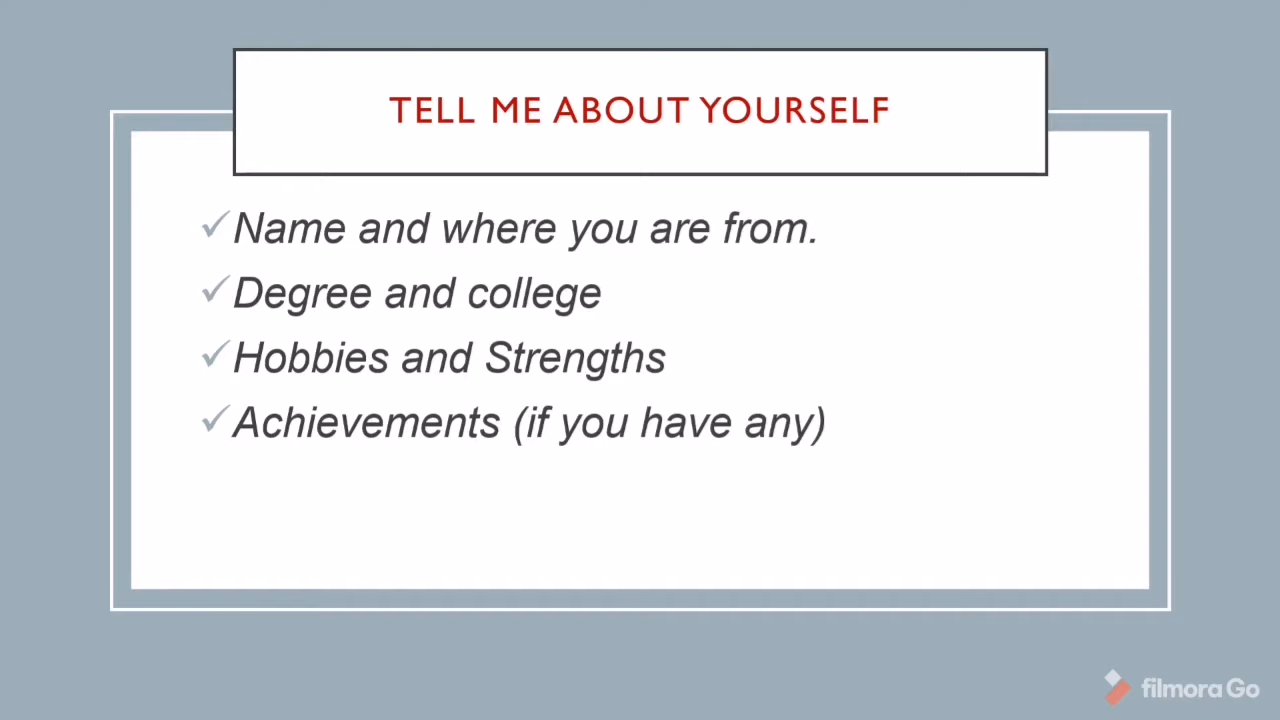 TELL ME ABOUT YOURSELF
Name and where you are from.
Degree and college
Hobbies and Strengths
Achievements (if you have any)
filmora Go